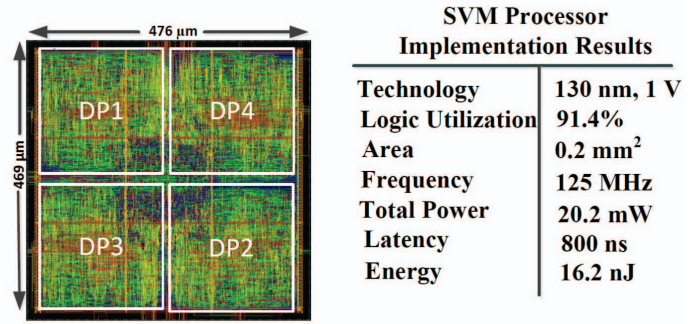 476 µm
469 µm
DP1
DP4
DP3
DP2
SVM Processor
Implementation Results
Technology 130 nm, 1 V
Logic Utilization 91.4%
Area 0.2 mm²
Frequency 125 MHz
Total Power 20.2 mW
Latency 800 ns
Energy 16.2 nJ